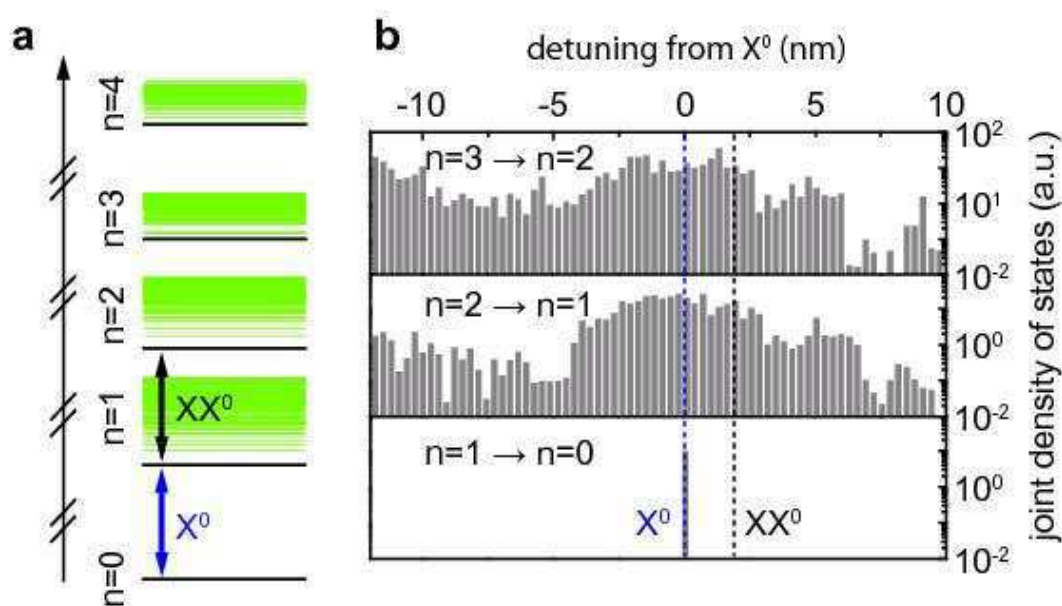 a
n=4
n=3
n=2
n=1
n=0
XX⁰
X⁰
b
detuning from X⁰ (nm)
-10 -5 0 5 10
n=3 → n=2
n=2 → n=1
n=1 → n=0
X⁰ XX⁰
10²
10¹
10⁻²
10⁰
10⁻²
10⁰
10⁻²
joint density of states (a.u.)